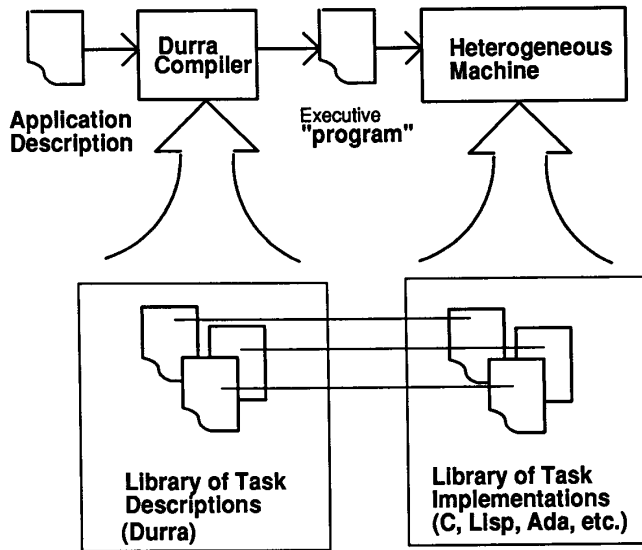 Durra
Compiler
Heterogeneous
Machine
Application
Description
Executive
"program"
Library of Task
Descriptions
(Durra)
Library of Task
Implementations
(C, Lisp, Ada, etc.)